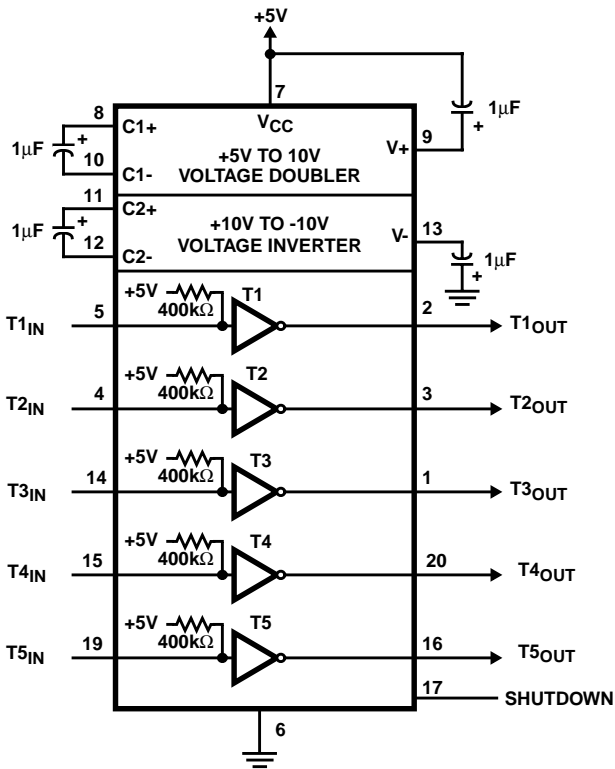 +5V
7
8
C1+
VCC
1µF
+
+5V TO 10V
VOLTAGE DOUBLER
10
C1-
V+
9
1µF
+
11
C2+
1µF
+
+10V TO -10V
VOLTAGE INVERTER
12
C2-
V-
13
1µF
+
T1IN
5
+5V
400kΩ
T1
2
T1OUT
T2IN
4
+5V
400kΩ
T2
3
T2OUT
T3IN
14
+5V
400kΩ
T3
1
T3OUT
T4IN
15
+5V
400kΩ
T4
20
T4OUT
T5IN
19
+5V
400kΩ
T5
16
T5OUT
17
SHUTDOWN
6